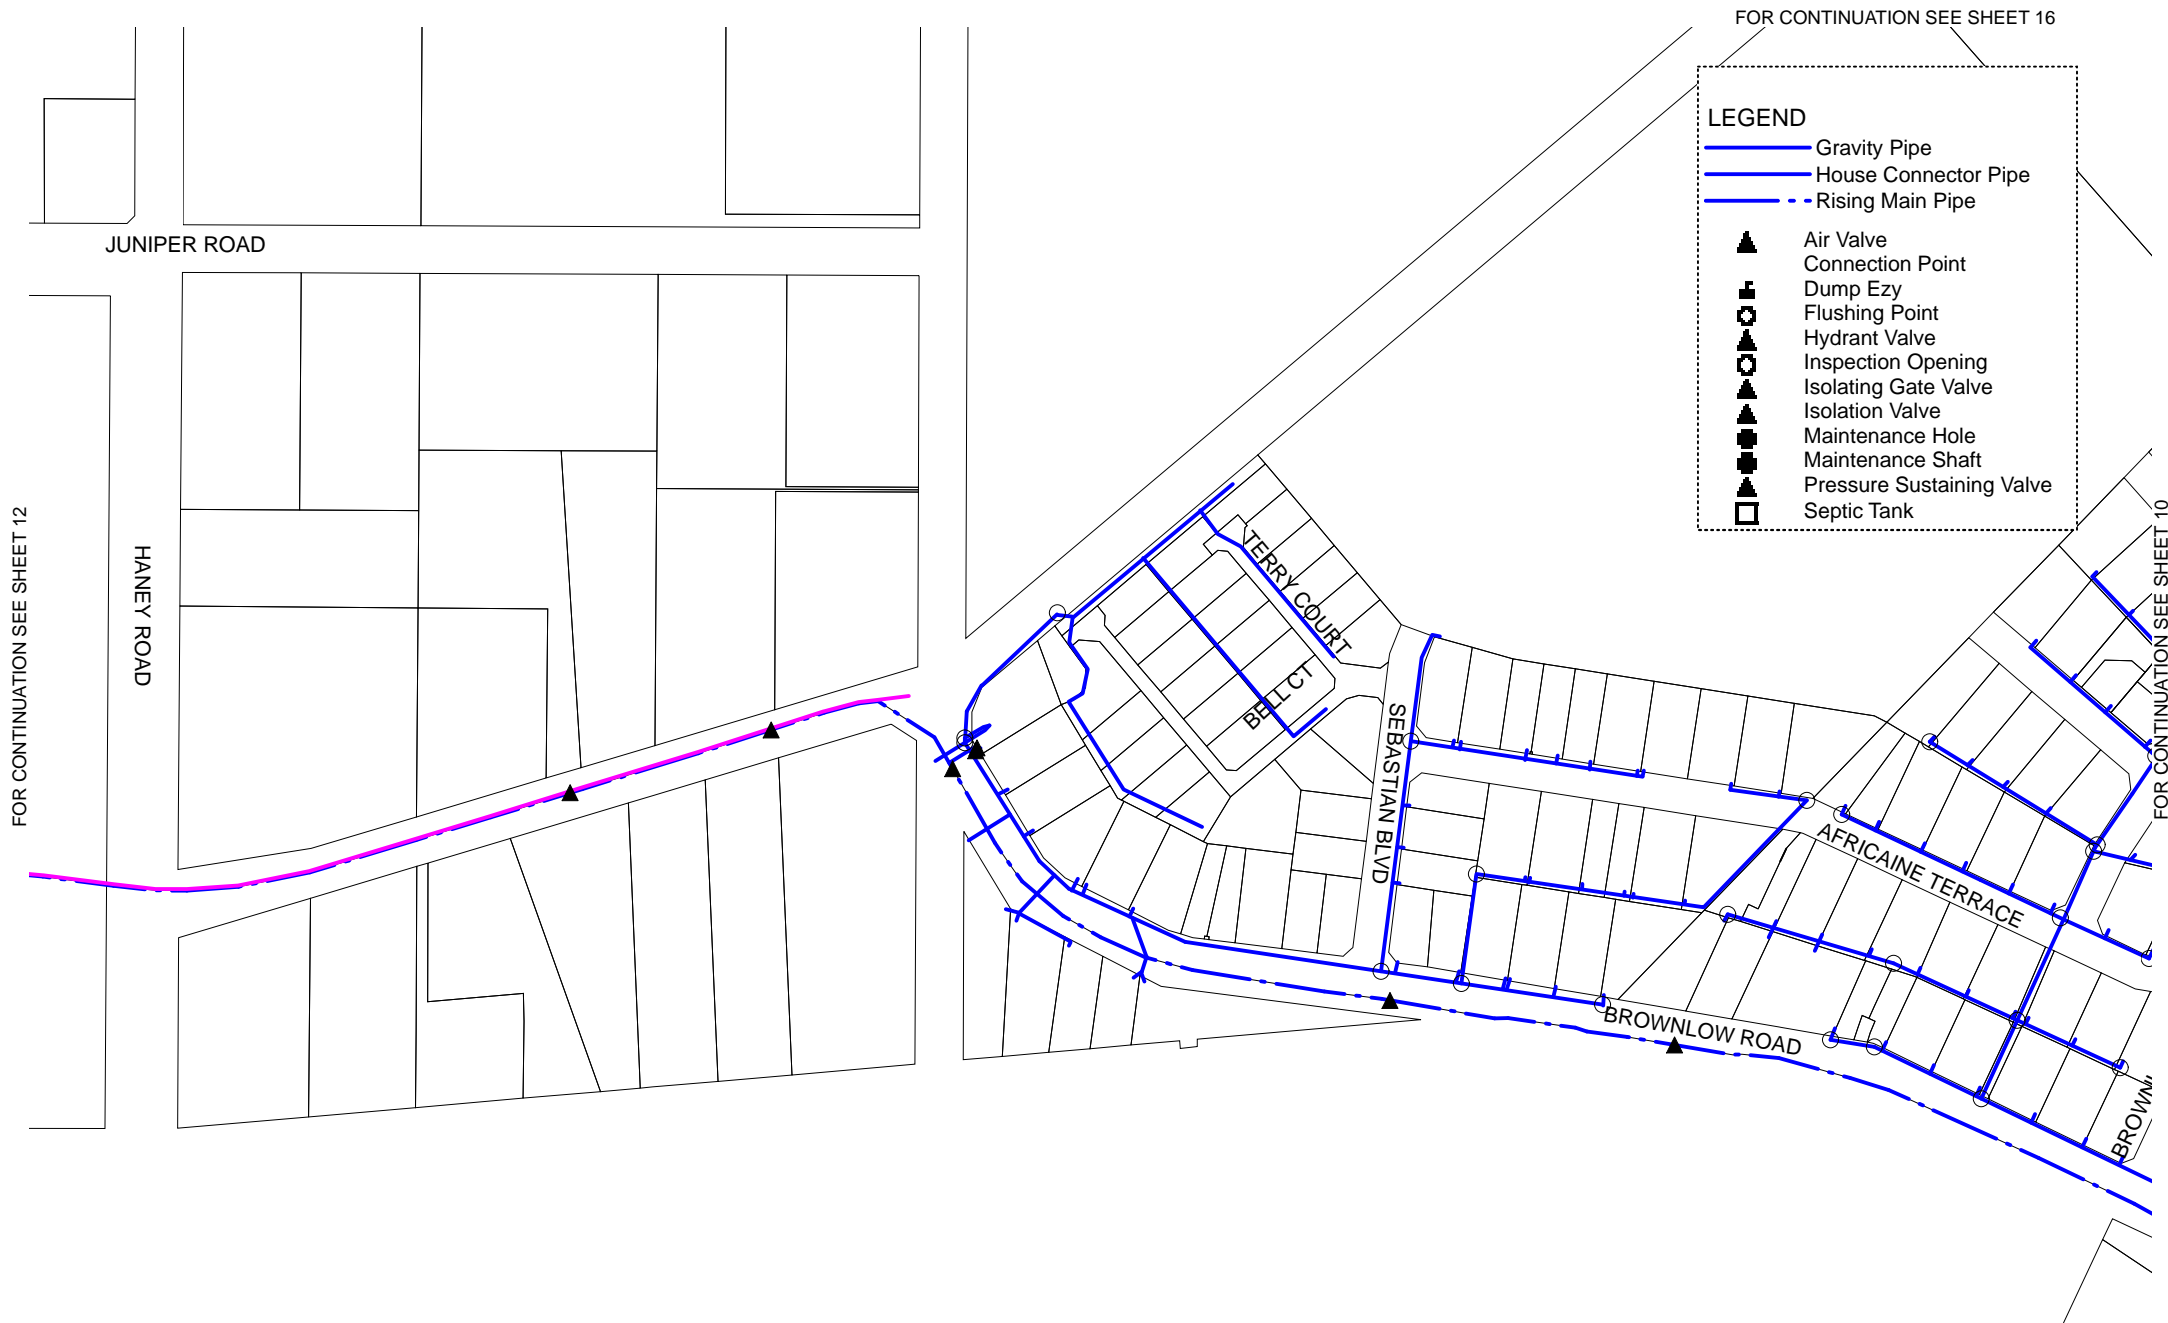 FOR CONTINUATION SEE SHEET 16
LEGEND
Gravity Pipe
House Connector Pipe
Rising Main Pipe
Air Valve
Connection Point
Dump Ezy
Flushing Point
Hydrant Valve
Inspection Opening
Isolating Gate Valve
Isolation Valve
Maintenance Hole
Maintenance Shaft
Pressure Sustaining Valve
Septic Tank
JUNIPER ROAD
HANEY ROAD
FOR CONTINUATION SEE SHEET 12
FOR CONTINUATION SEE SHEET 10
TERRY COURT
BELL CT
SEBASTIAN BLVD
AFRICAINE TERRACE
BROWNLOW ROAD
BROWN